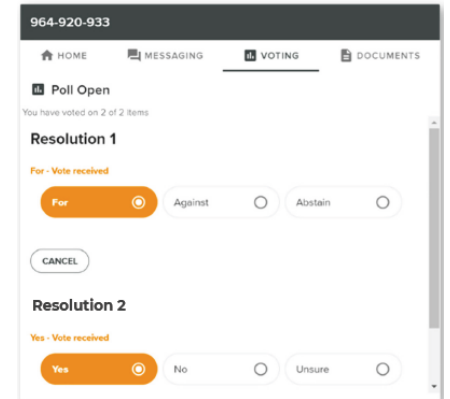 964-920-933
HOME MESSAGING VOTING DOCUMENTS
Poll Open
You have voted on 2 of 2 Items
Resolution 1
For - Vote received
For Against Abstain
CANCEL
Resolution 2
Yes - Vote received
Yes No Unsure